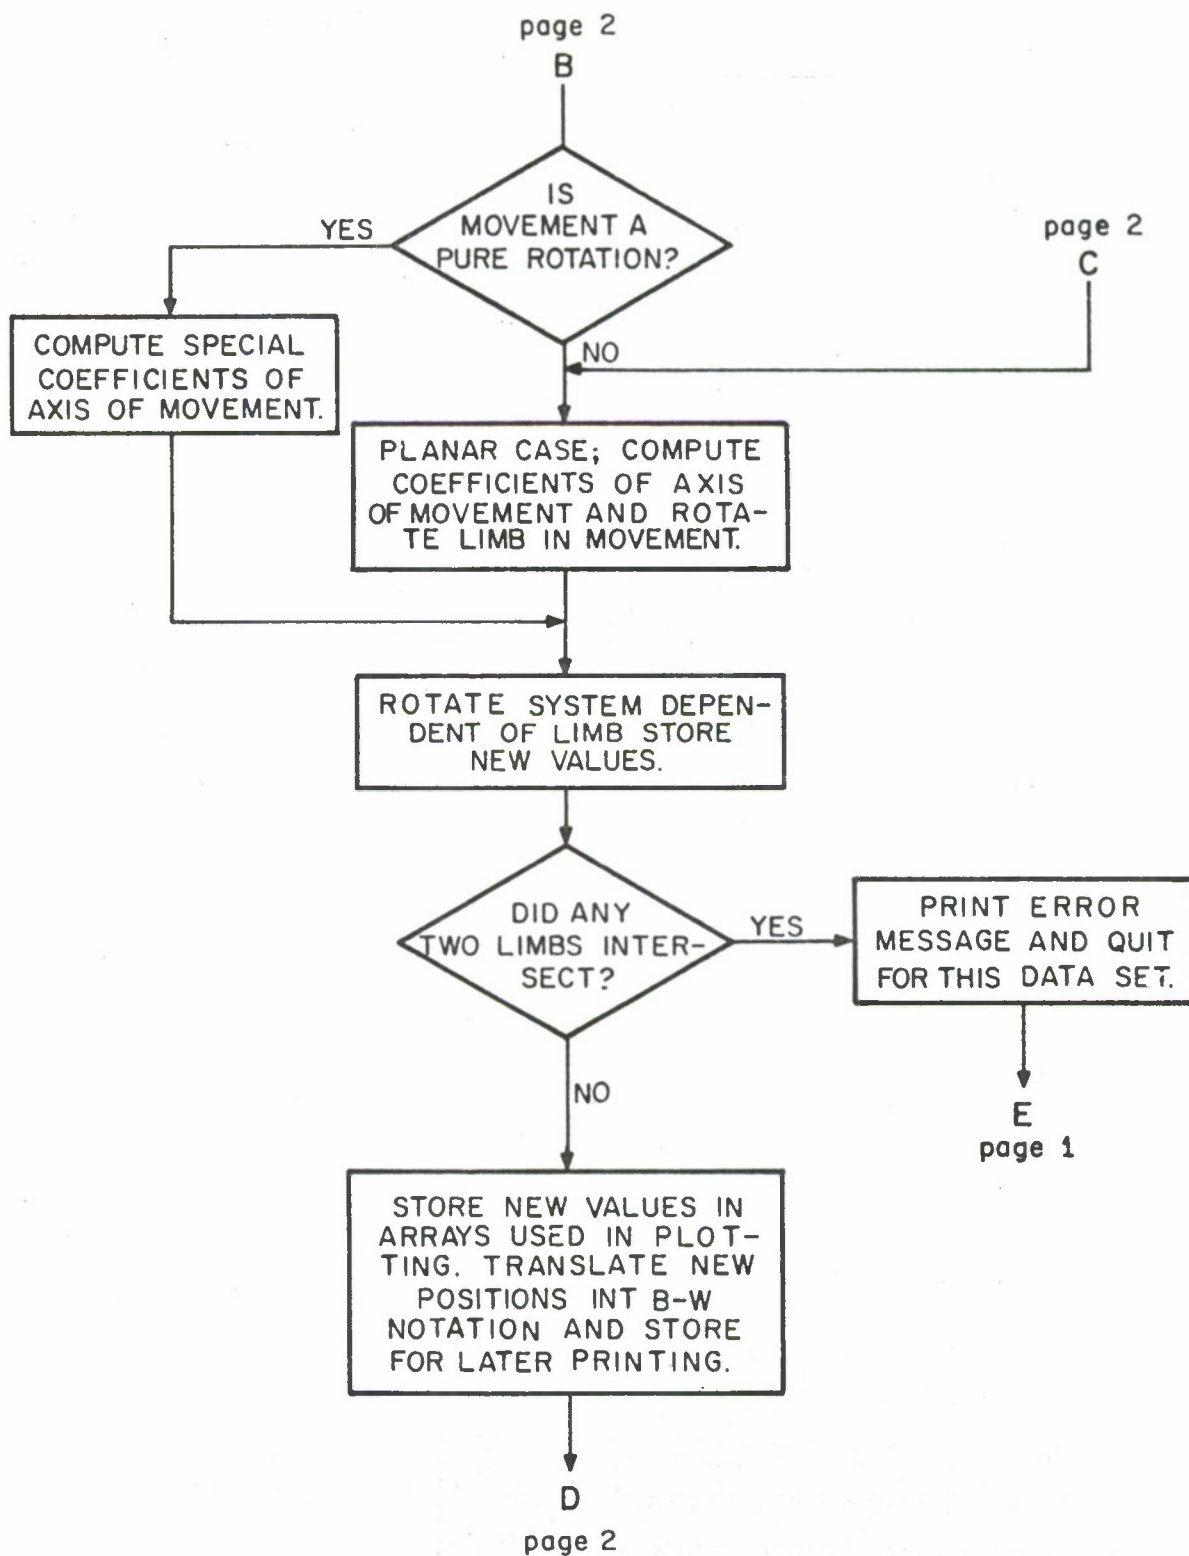 page 2
B
IS
MOVEMENT A
PURE ROTATION?
YES
page 2
C
COMPUTE SPECIAL
COEFFICIENTS OF
AXIS OF MOVEMENT.
NO
PLANAR CASE; COMPUTE
COEFFICIENTS OF AXIS
OF MOVEMENT AND ROTA-
TE LIMB IN MOVEMENT.
ROTATE SYSTEM DEPEN-
DENT OF LIMB STORE
NEW VALUES.
DID ANY
TWO LIMBS INTER-
SECT?
YES
PRINT ERROR
MESSAGE AND QUIT
FOR THIS DATA SET.
E
page 1
NO
STORE NEW VALUES IN
ARRAYS USED IN PLOT-
TING. TRANSLATE NEW
POSITIONS INT B-W
NOTATION AND STORE
FOR LATER PRINTING.
D
page 2